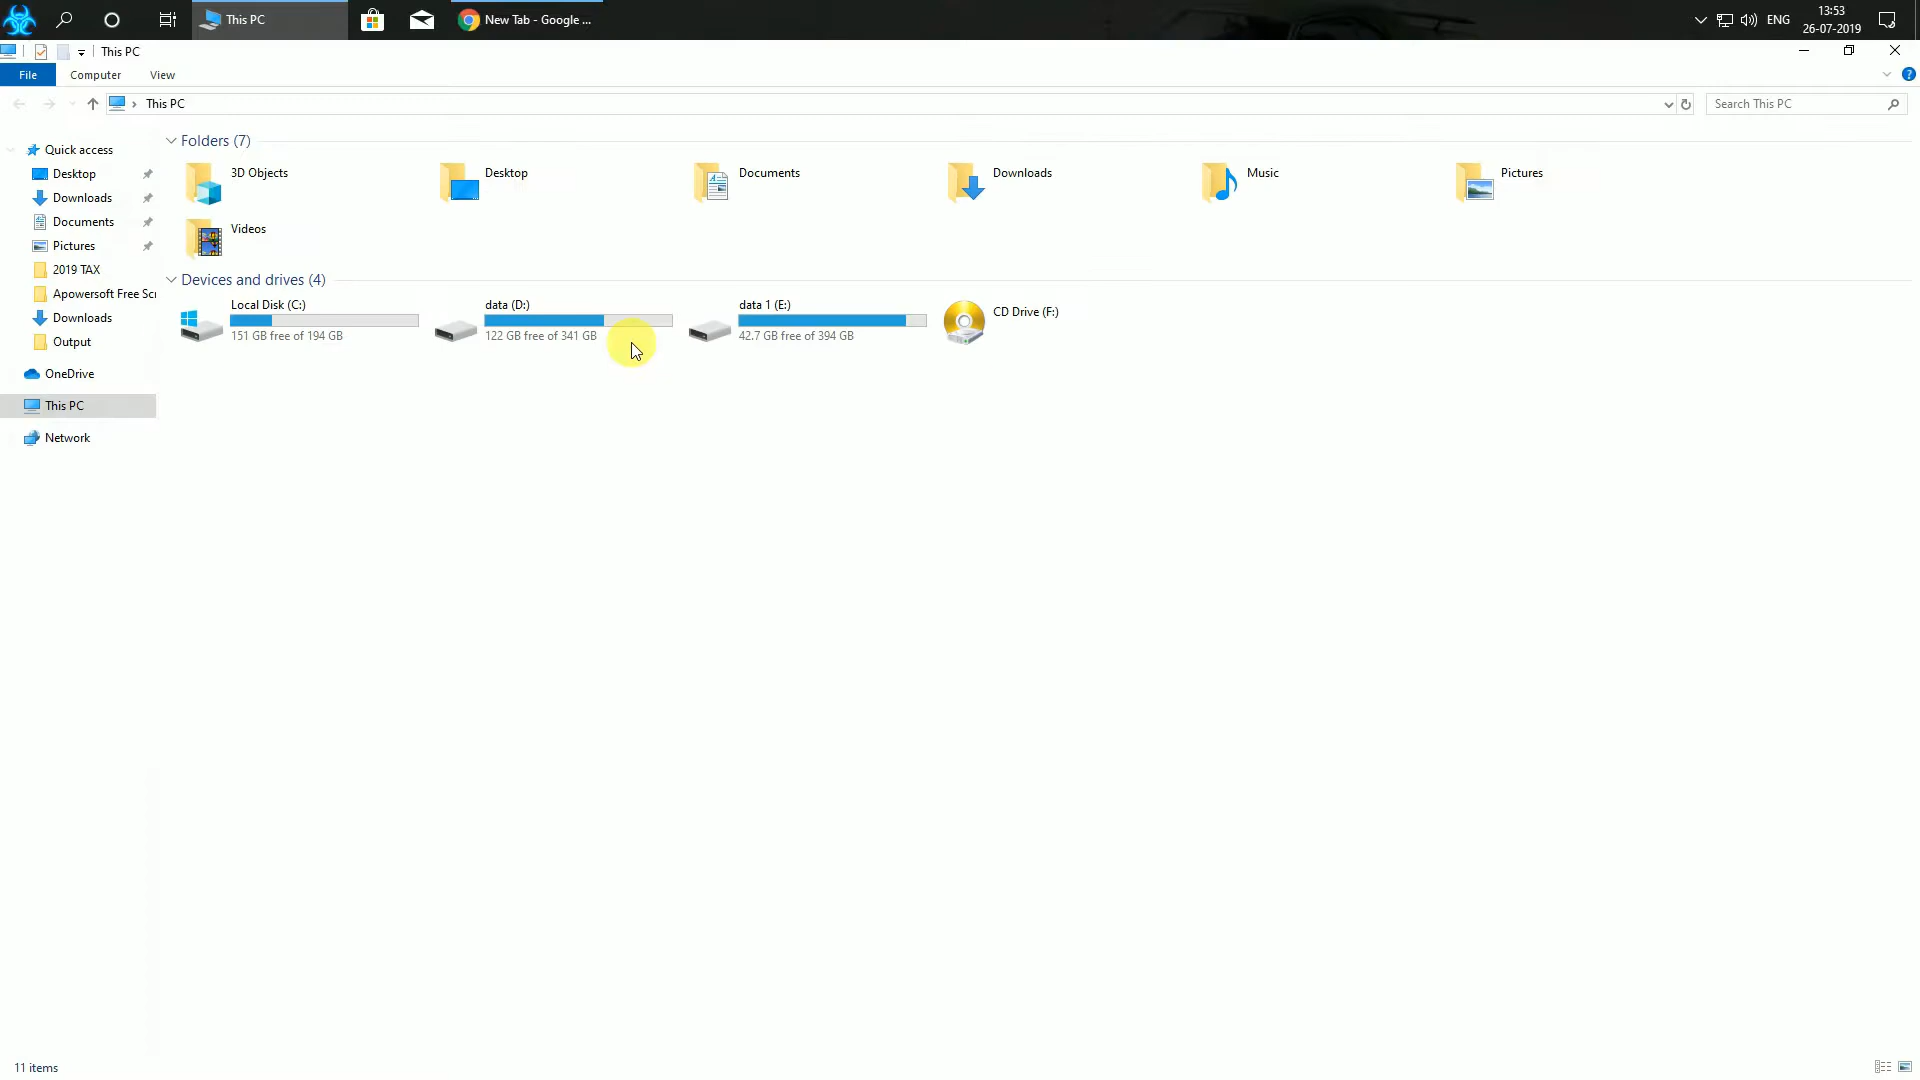 This PC
New Tab - Google ...
ENG
13:53
26-07-2019
This PC
File
Computer
View
This PC
Search This PC
Quick access
Desktop
Downloads
Documents
Pictures
2019 TAX
Apowersoft Free Scr
Downloads
Output
OneDrive
This PC
Network
Folders (7)
3D Objects
Desktop
Documents
Downloads
Music
Pictures
Videos
Devices and drives (4)
Local Disk (C:)
151 GB free of 194 GB
data (D:)
122 GB free of 341 GB
data 1 (E:)
42.7 GB free of 394 GB
CD Drive (F:)
11 items